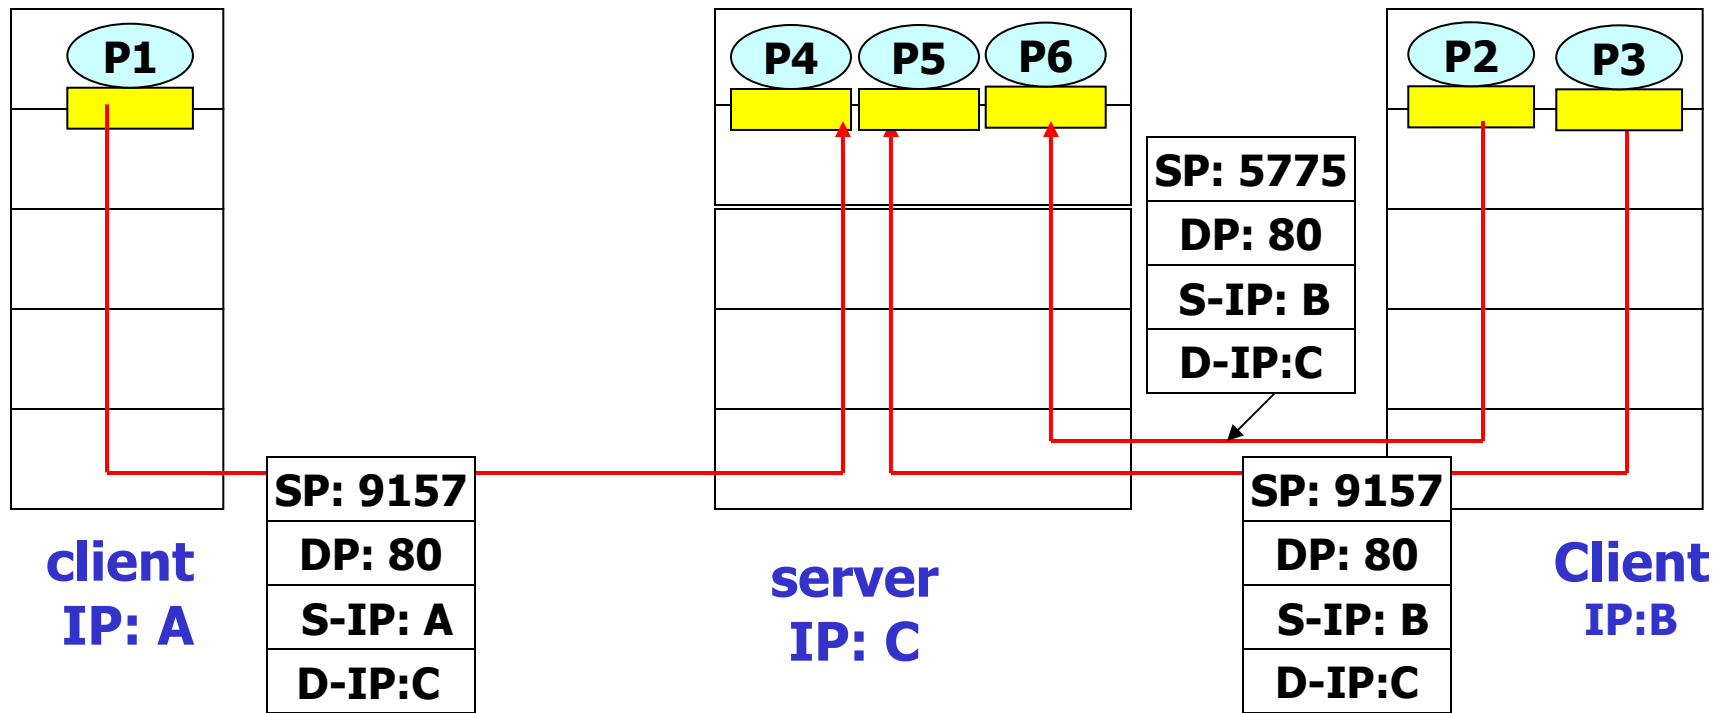 P1
P4
P5
P6
P2
P3
SP: 5775
DP: 80
S-IP: B
D-IP:C
SP: 9157
DP: 80
S-IP: A
D-IP:C
SP: 9157
DP: 80
S-IP: B
D-IP:C
client
IP: A
server
IP: C
Client
IP:B